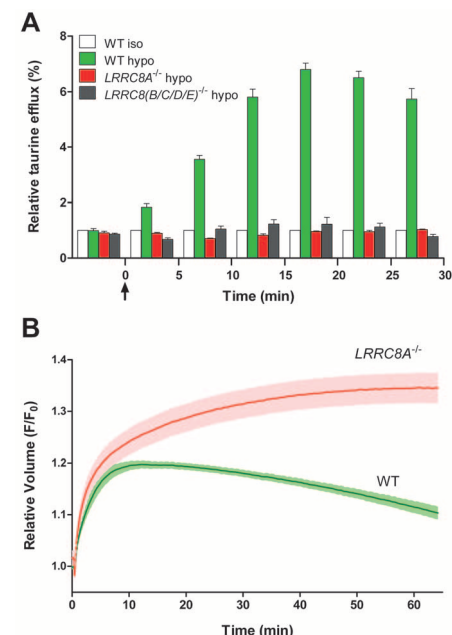 A
WT iso
WT hypo
LRRC8A-/- hypo
LRRC8(B/C/D/E)-/- hypo
Relative taurine efflux (%)
8
6
4
2
0
0 5 10 15 20 25 30
Time (min)
B
LRRC8A-/-
WT
Relative Volume (F/F0)
1.4
1.3
1.2
1.1
1.0
0 10 20 30 40 50 60
Time (min)